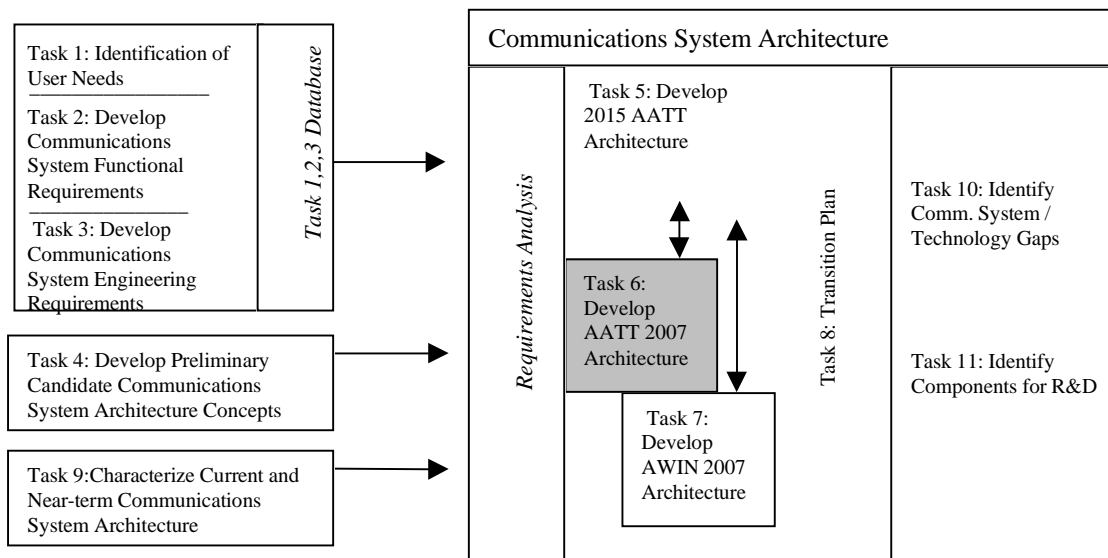 Task 1: Identification of
User Needs
Task 2: Develop
Communications
System Functional
Requirements
Task 3: Develop
Communications
System Engineering
Requirements
Task 1,2,3 Database
Task 4: Develop Preliminary
Candidate Communications
System Architecture Concepts
Task 9:Characterize Current and
Near-term Communications
System Architecture
Communications System Architecture
Requirements Analysis
Task 5: Develop
2015 AATT
Architecture
Task 6:
Develop
AATT 2007
Architecture
Task 7:
Develop
AWIN 2007
Architecture
Task 8: Transition Plan
Task 10: Identify
Comm. System /
Technology Gaps
Task 11: Identify
Components for R&D